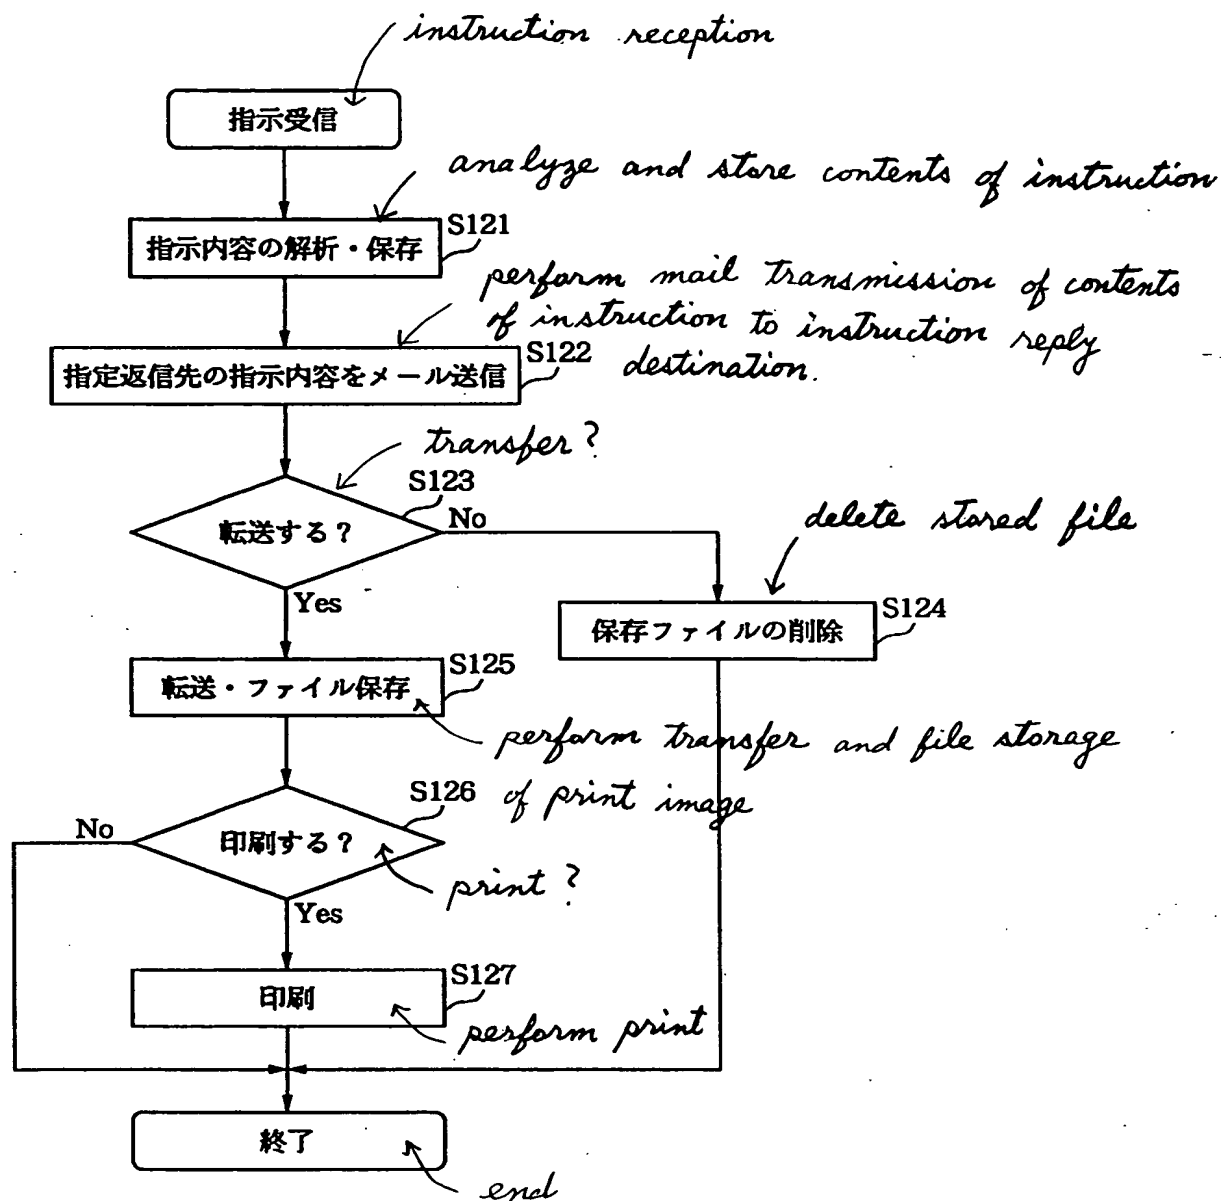 instruction reception
指示受信
analyze and store contents of instruction
S121
指示内容の解析・保存
perform mail transmission of contents
of instruction to instruction reply
destination.
S122
指定返信先の指示内容をメール送信
transfer?
S123
転送する?
No
Yes
delete stored file
S124
保存ファイルの削除
S125
転送・ファイル保存
perform transfer and file storage
of print image
S126
印刷する?
No
print?
Yes
S127
印刷
perform print
終了
end